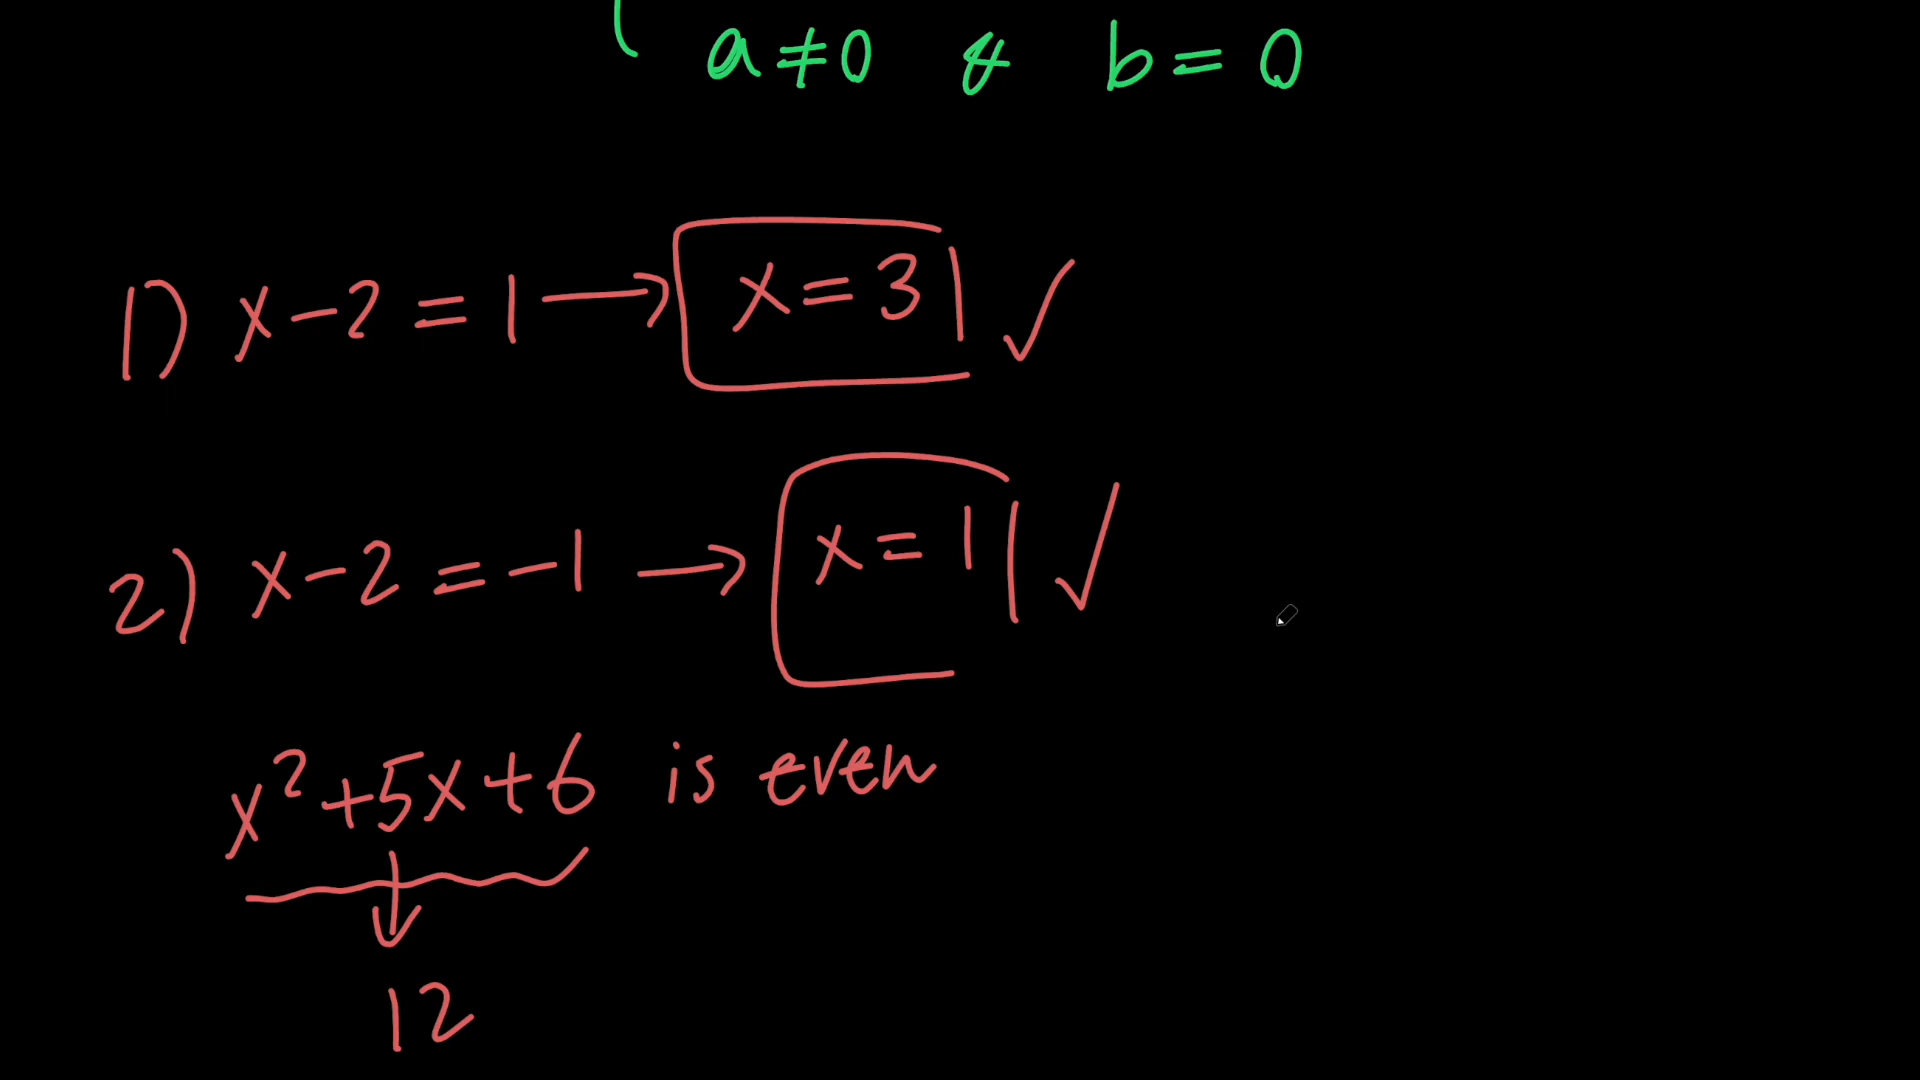 a ≠ 0 & b = 0
1) x - 2 = 1 → x = 3 ✓
2) x - 2 = -1 → x = 1 ✓
x² + 5x + 6 is even
↓
12